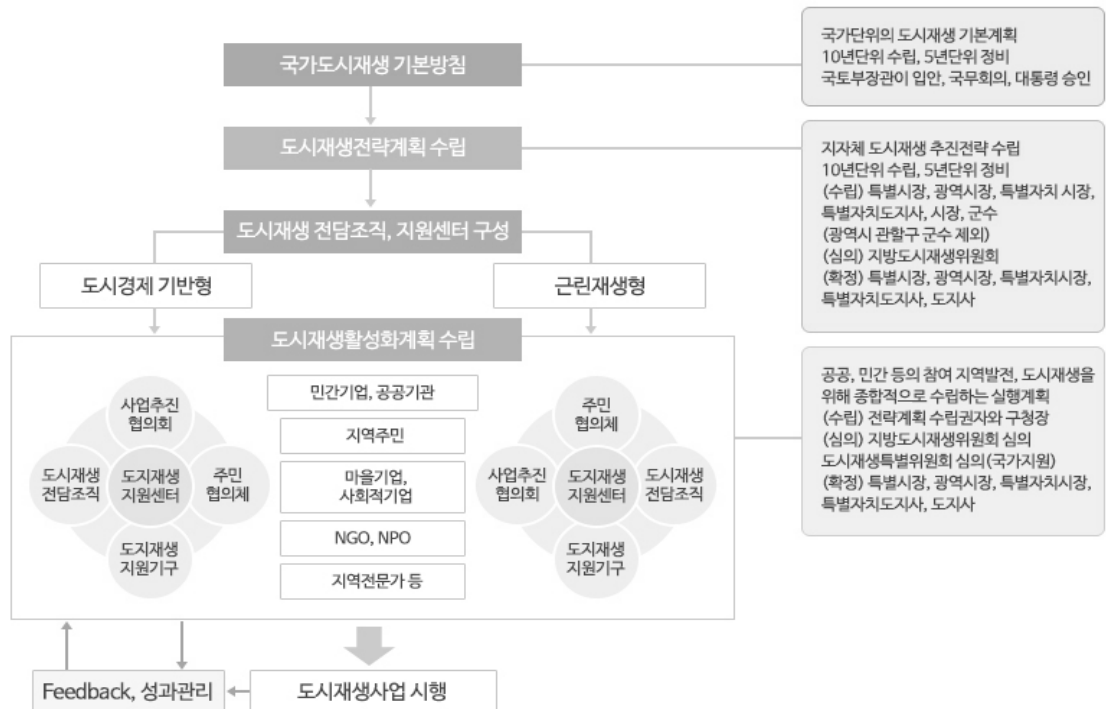 국가도시재생 기본방침
국가단위의 도시재생 기본계획
10년단위 수립, 5년단위 정비
국토부장관이 입안, 국무회의, 대통령 승인
도시재생전략계획 수립
지자체 도시재생 추진전략 수립
10년단위 수립, 5년단위 정비
(수립) 특별시장, 광역시장, 특별자치 시장,
특별자치도지사, 시장, 군수
(광역시 관할구 군수 제외)
(심의) 지방도시재생위원회
(확정) 특별시장, 광역시장, 특별자치시장,
특별자치도지사, 도지사
도시재생 전담조직, 지원센터 구성
도시경제 기반형
근린재생형
도시재생활성화계획 수립
공공, 민간 등의 참여 지역발전, 도시재생을
위해 종합적으로 수립하는 실행계획
(수립) 전략계획 수립권자와 구청장
(심의) 지방도시재생위원회 심의
도시재생특별위원회 심의(국가지원)
(확정) 특별시장, 광역시장, 특별자치시장,
특별자치도지사, 도지사
사업추진
협의회
도시재생
전담조직
도지재생
지원센터
주민
협의체
도지재생
지원기구
민간기업, 공공기관
지역주민
마을기업,
사회적기업
NGO, NPO
지역전문가 등
주민
협의체
사업추진
협의회
도지재생
지원센터
도시재생
전담조직
도지재생
지원기구
Feedback, 성과관리
도시재생사업 시행